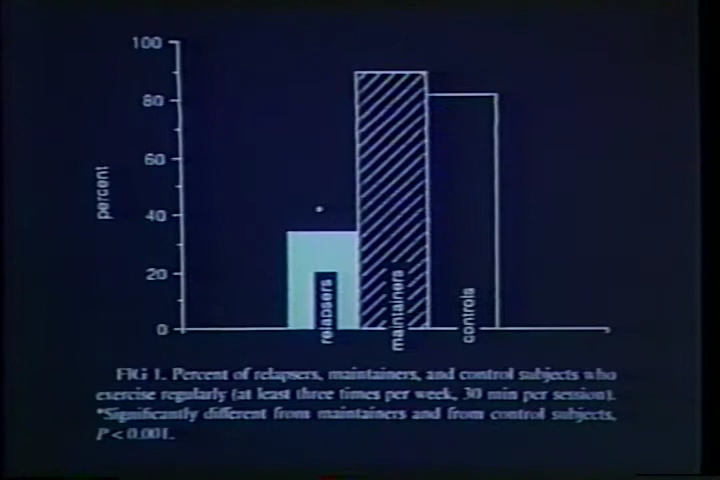 100
80
60
40
20
0
percent
*
relapsers
maintainers
controls
FIG 1. Percent of relapsers, maintainers, and control subjects who
exercise regularly (at least three times per week, 30 min per session).
*Significantly different from maintainers and from control subjects,
P < 0.001.